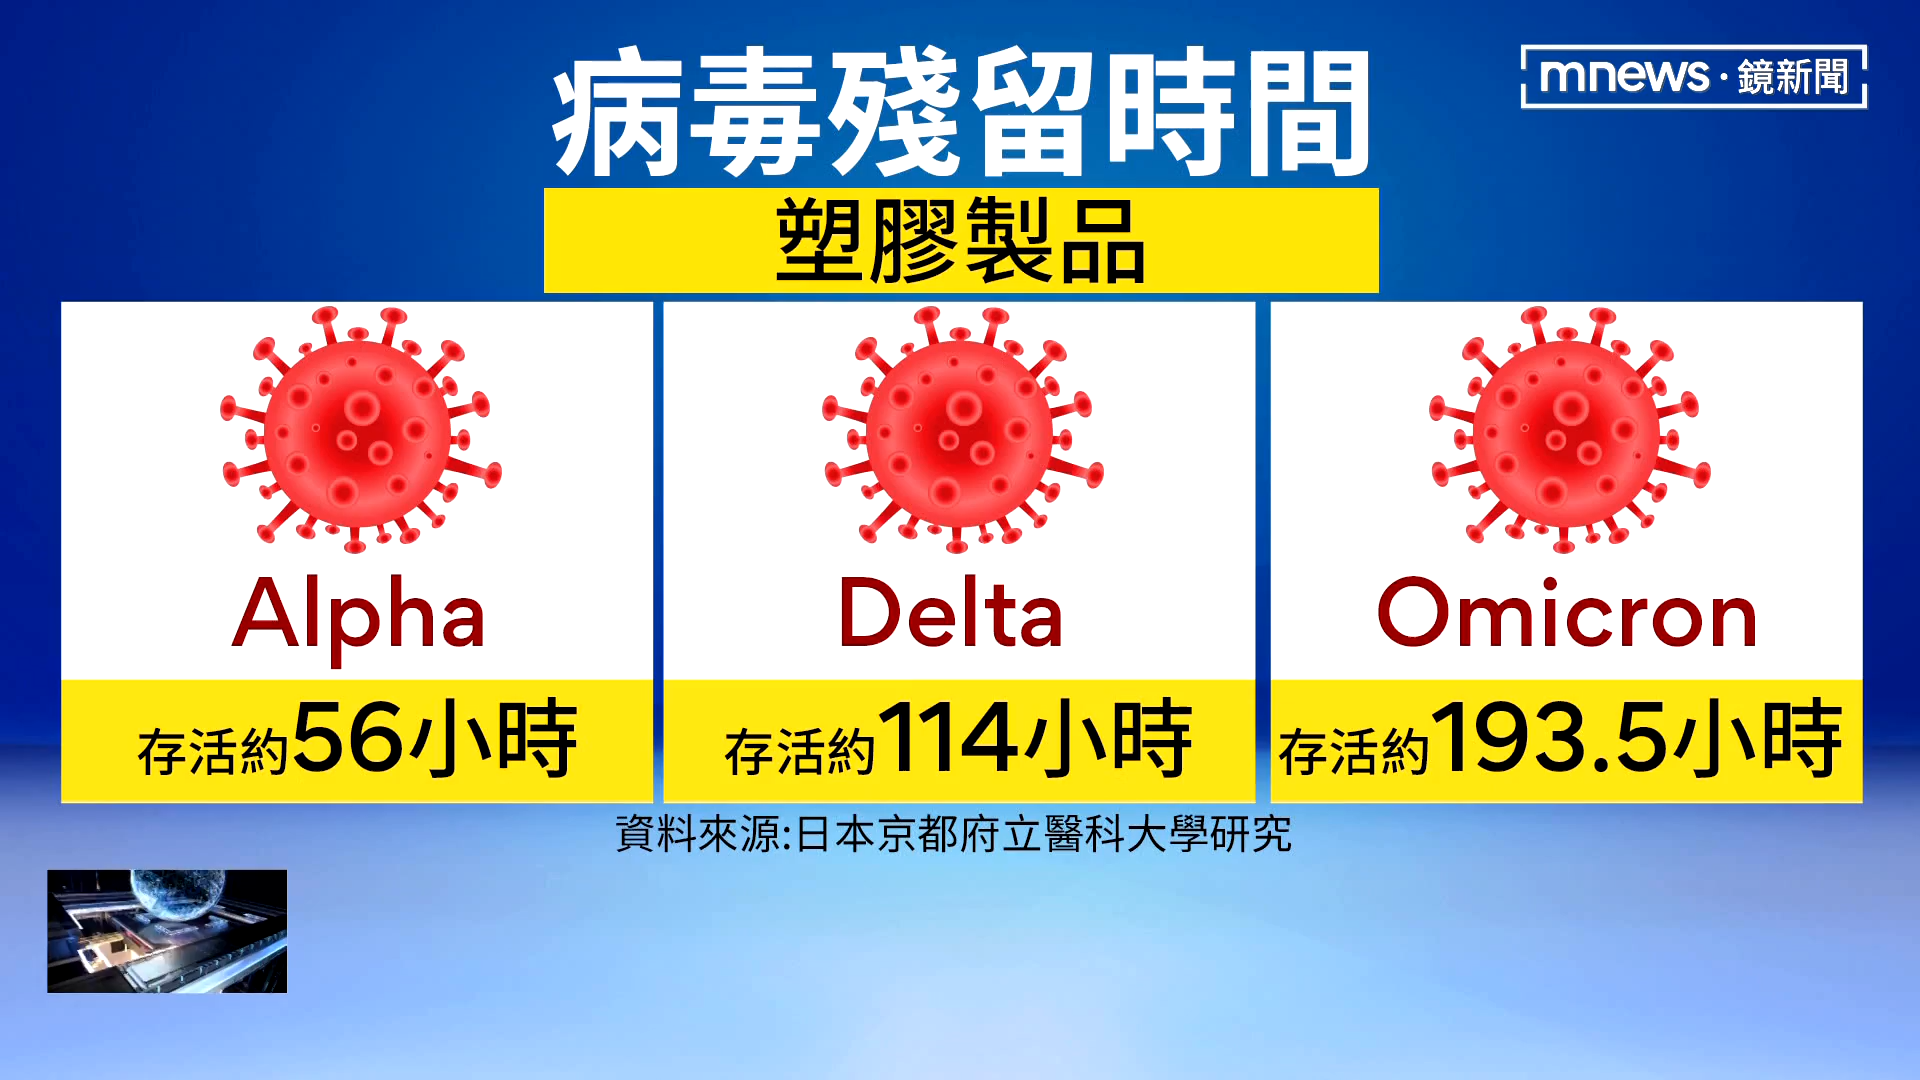 病毒殘留時間
mnews·鏡新聞
塑膠製品
Alpha
Delta
Omicron
存活約56小時
存活約114小時
存活約193.5小時
資料來源:日本京都府立醫科大學研究